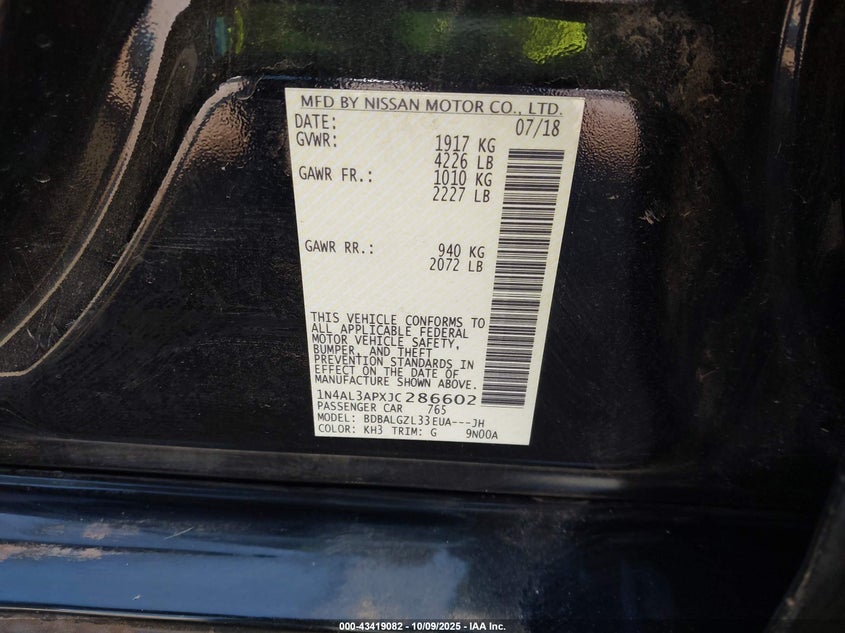 MFD BY NISSAN MOTOR CO., LTD.
DATE: 07/18
GVWR: 1917 KG
4226 LB
GAWR FR.: 1010 KG
2227 LB
GAWR RR.: 940 KG
2072 LB
THIS VEHICLE CONFORMS TO
ALL APPLICABLE FEDERAL
MOTOR VEHICLE SAFETY,
BUMPER, AND THEFT
PREVENTION STANDARDS IN
EFFECT ON THE DATE OF
MANUFACTURE SHOWN ABOVE.
1N4AL3APXJC286602
PASSENGER CAR 765
MODEL: BDBALGZL33EUA---JH
COLOR: KH3 TRIM: G 9N00A
000-43419082 - 10/09/2025 - IAA Inc.